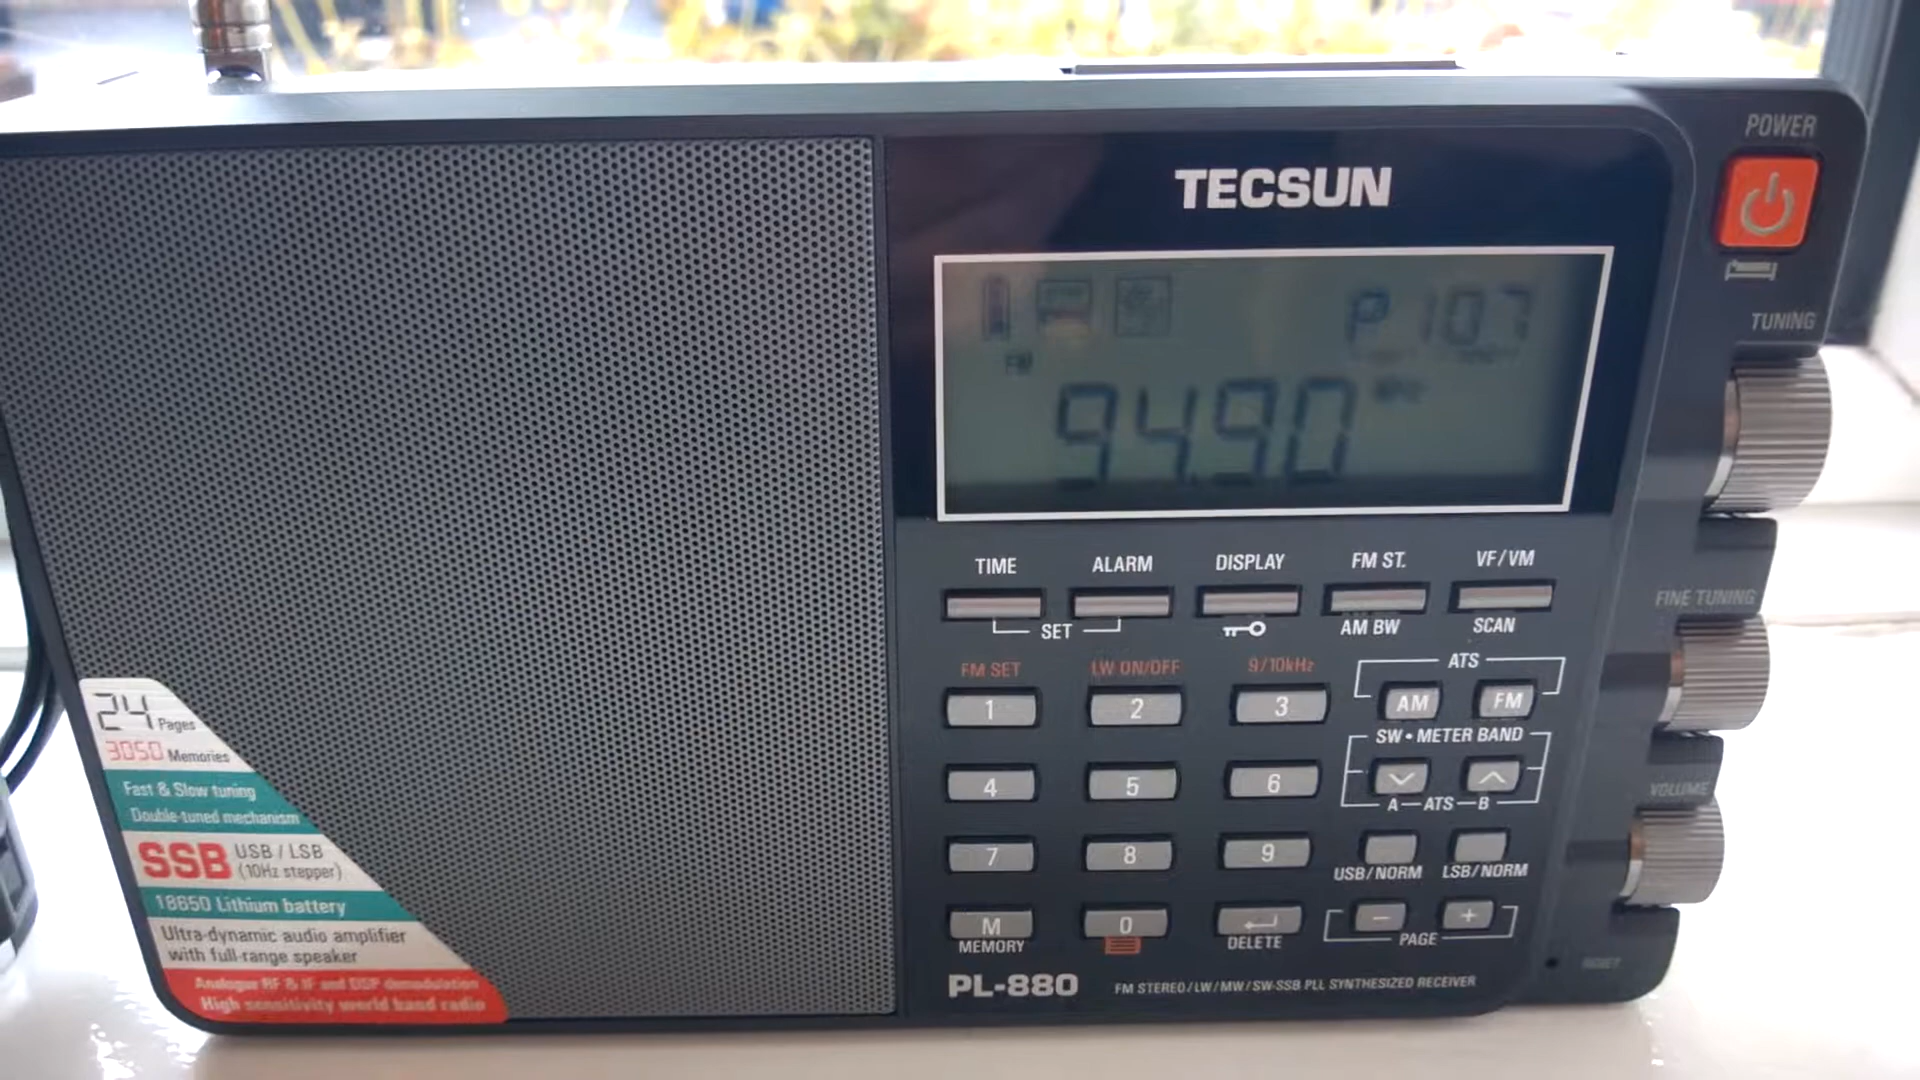 POWER
TECSUN
P 107
TUNING
FM
94.90 MHz
TIME ALARM DISPLAY FM ST. VF/VM
FINE TUNING
SET AM BW SCAN
FM SET LW ON/OFF 9/10kHz ATS
1 2 3 AM FM
SW • METER BAND
4 5 6
A ATS B
VOLUME
7 8 9
USB/NORM LSB/NORM
M 0 − +
MEMORY DELETE PAGE
RESET
PL-880 FM STEREO/LW/MW/SW-SSB PLL SYNTHESIZED RECEIVER
24 Pages
3050 Memories
Fast & Slow tuning
Double-tuned mechanism
SSB USB / LSB
(10Hz stepper)
18650 Lithium battery
Ultra-dynamic audio amplifier
with full-range speaker
Analogue RF & IF and DSP demodulation
High sensitivity world band radio